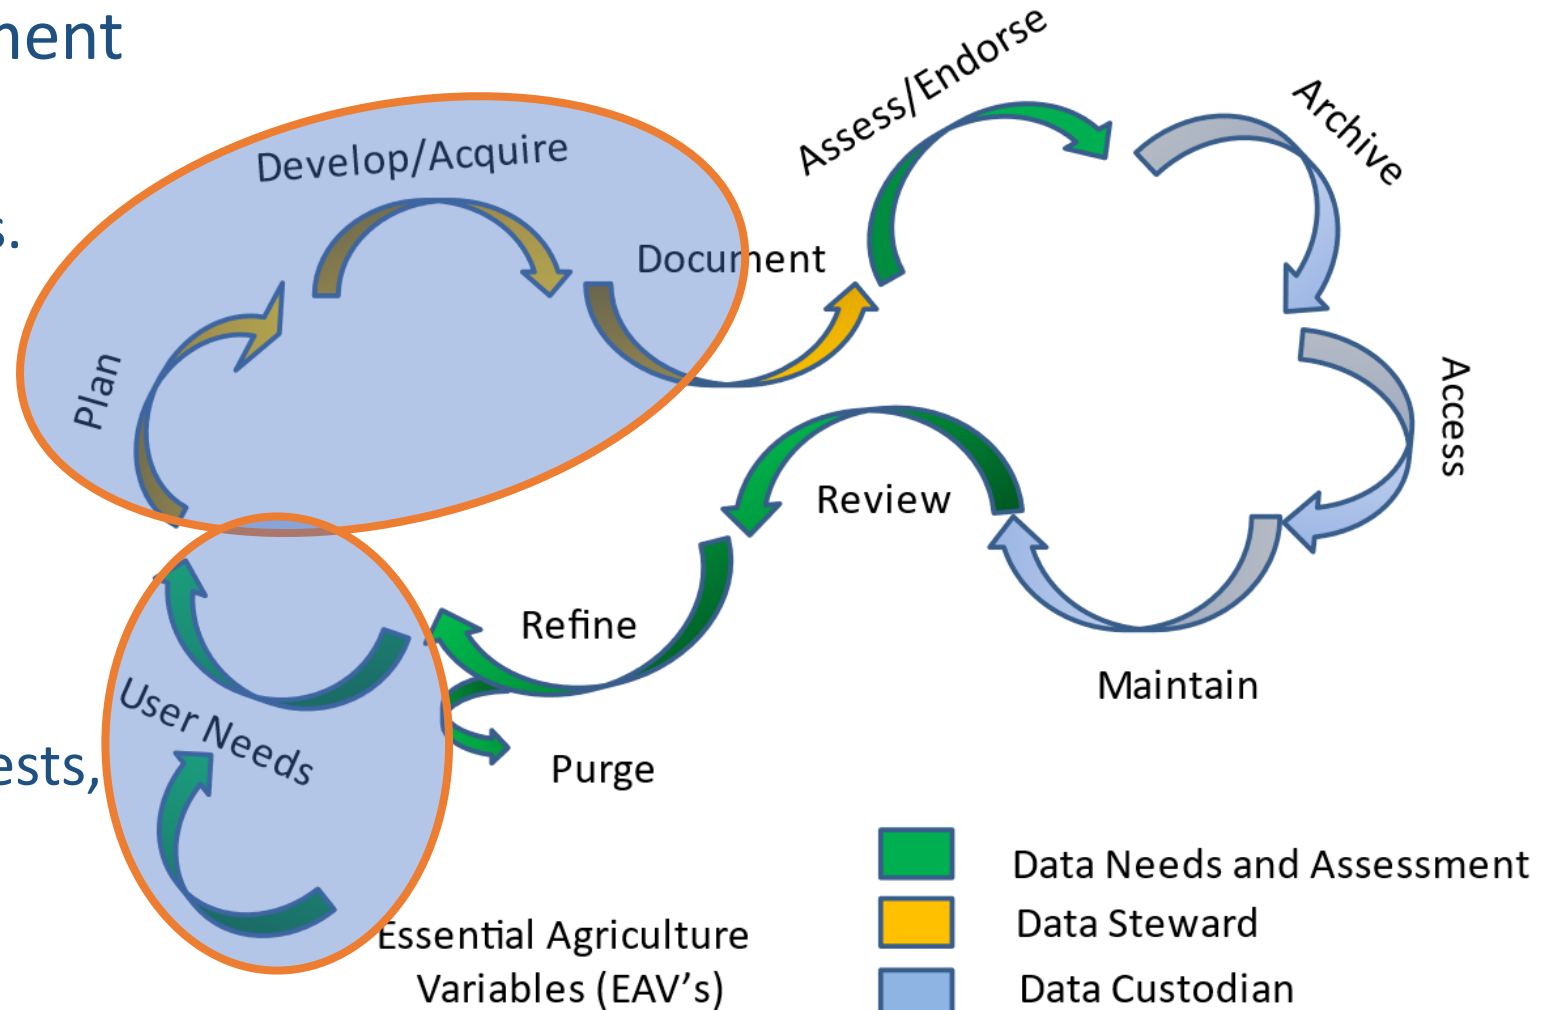 nent
s.
ests,
Develop/Acquire
Assess/Endorse
Archive
Document
Plan
Access
Review
Refine
User Needs
Maintain
Purge
Essential Agriculture
Variables (EAV's)
Data Needs and Assessment
Data Steward
Data Custodian